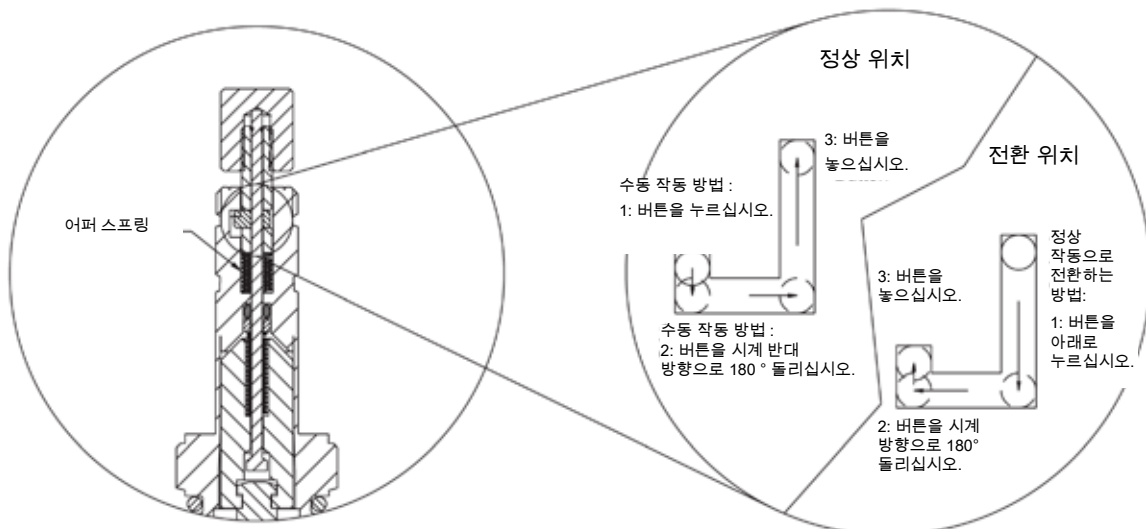 어퍼 스프링
정상 위치
수동 작동 방법 :
1: 버튼을 누르십시오.
3: 버튼을
놓으십시오.
수동 작동 방법 :
2: 버튼을 시계 반대
방향으로 180 ° 돌리십시오.
전환 위치
정상
작동으로
전환하는
방법:
1: 버튼을
아래로
누르십시오.
3: 버튼을
놓으십시오.
2: 버튼을 시계
방향으로 180°
돌리십시오.